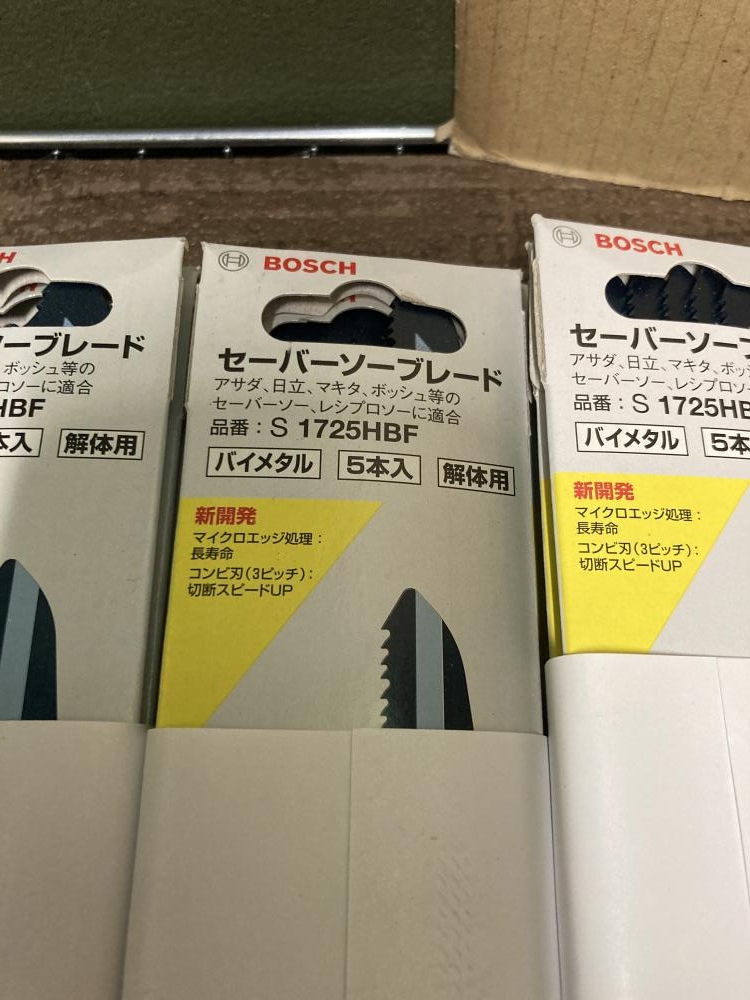 H
ーブレード
ボッシュ等の
ロソーに適合
HBF
本入
解体用
BOSCH
セーバーソーブレード
アサダ、日立、マキタ、ボッシュ等の
セーバーソー、レシプロソーに適合
品番：S 1725HBF
バイメタル 5本入 解体用
新開発
マイクロエッジ処理：
長寿命
コンビ刃（3ピッチ）：
切断スピードUP
BOSCH
セーバーソー
アサダ、日立、マキタ、ボッ
セーバーソー、レシプロソー
品番：S 1725HB
バイメタル 5本
新開発
マイクロエッジ処理：
長寿命
コンビ刃（3ピッチ）：
切断スピードUP